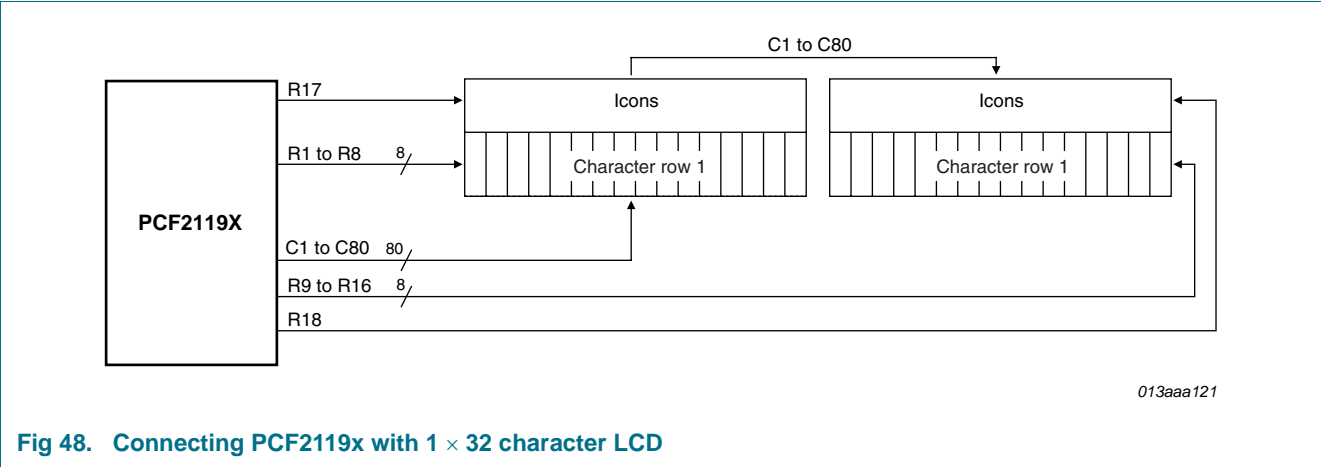 C1 to C80
R17
Icons
Icons
R1 to R8 8
Character row 1
Character row 1
PCF2119X
C1 to C80 80
R9 to R16 8
R18
013aaa121
Fig 48. Connecting PCF2119x with 1 × 32 character LCD